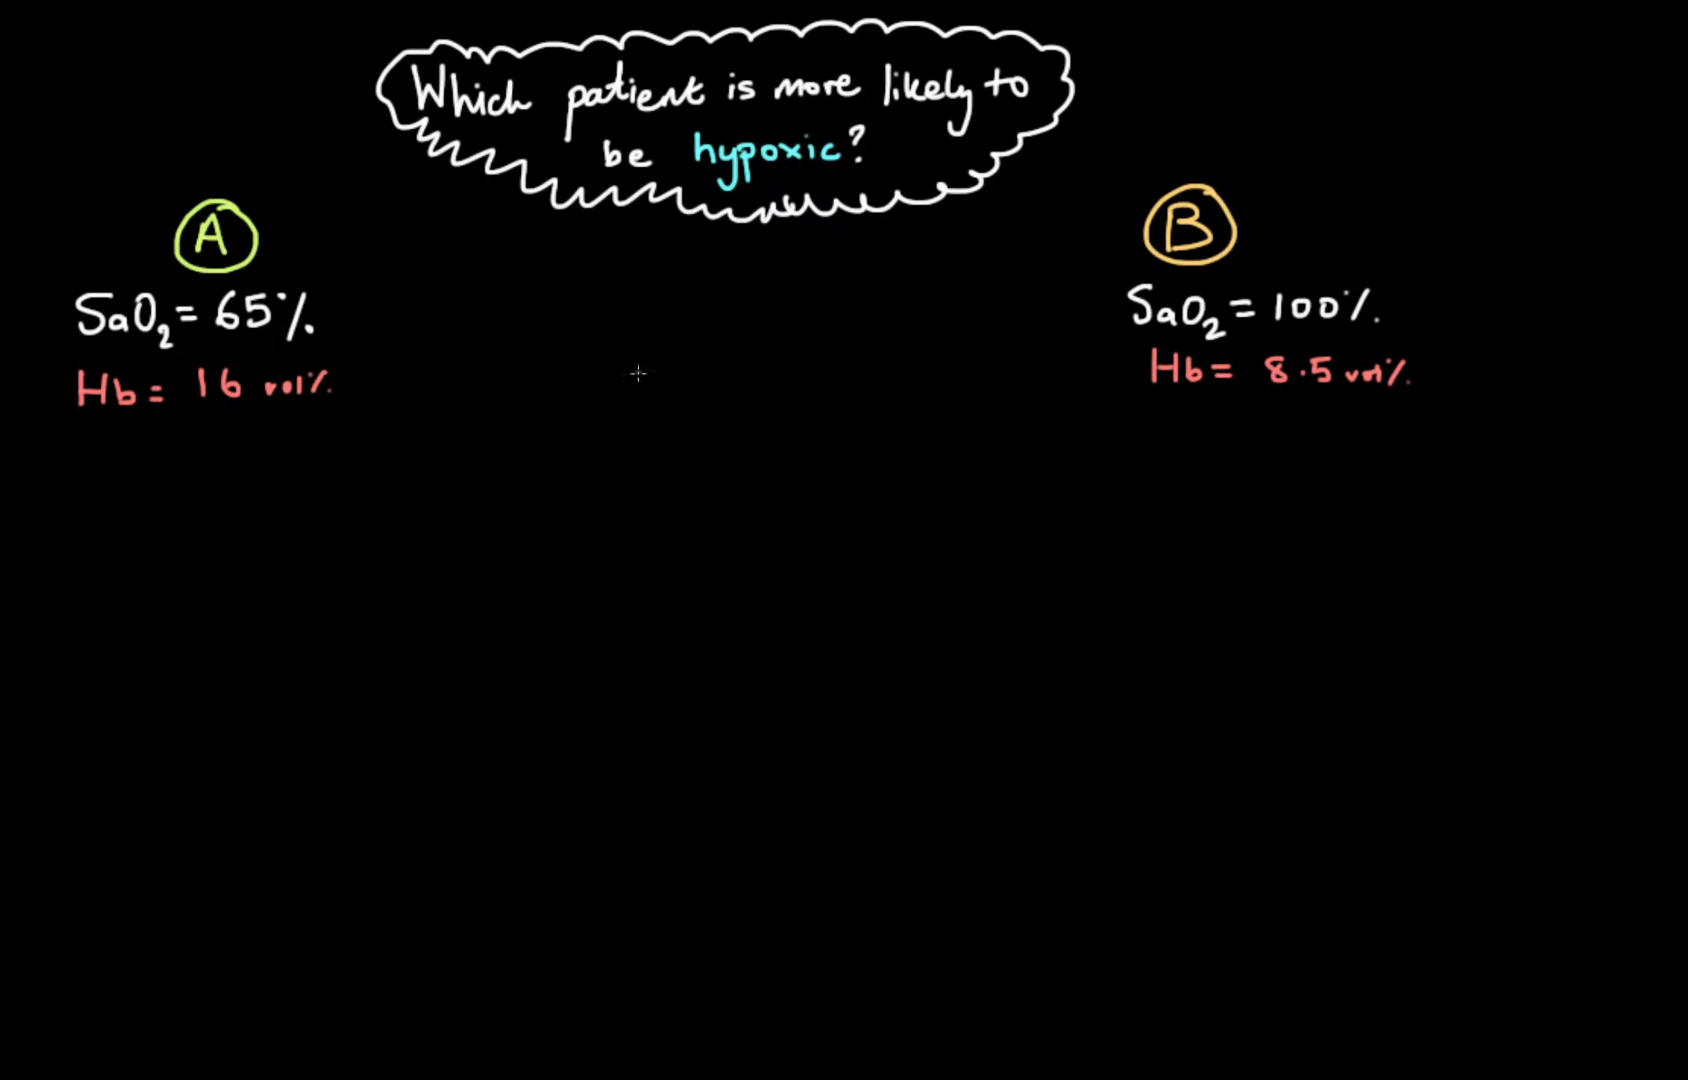 Which patient is more likely to
be hypoxic?
A
SaO₂ = 65%.
Hb = 16 vol%.
B
SaO₂ = 100%.
Hb = 8.5 vol%.